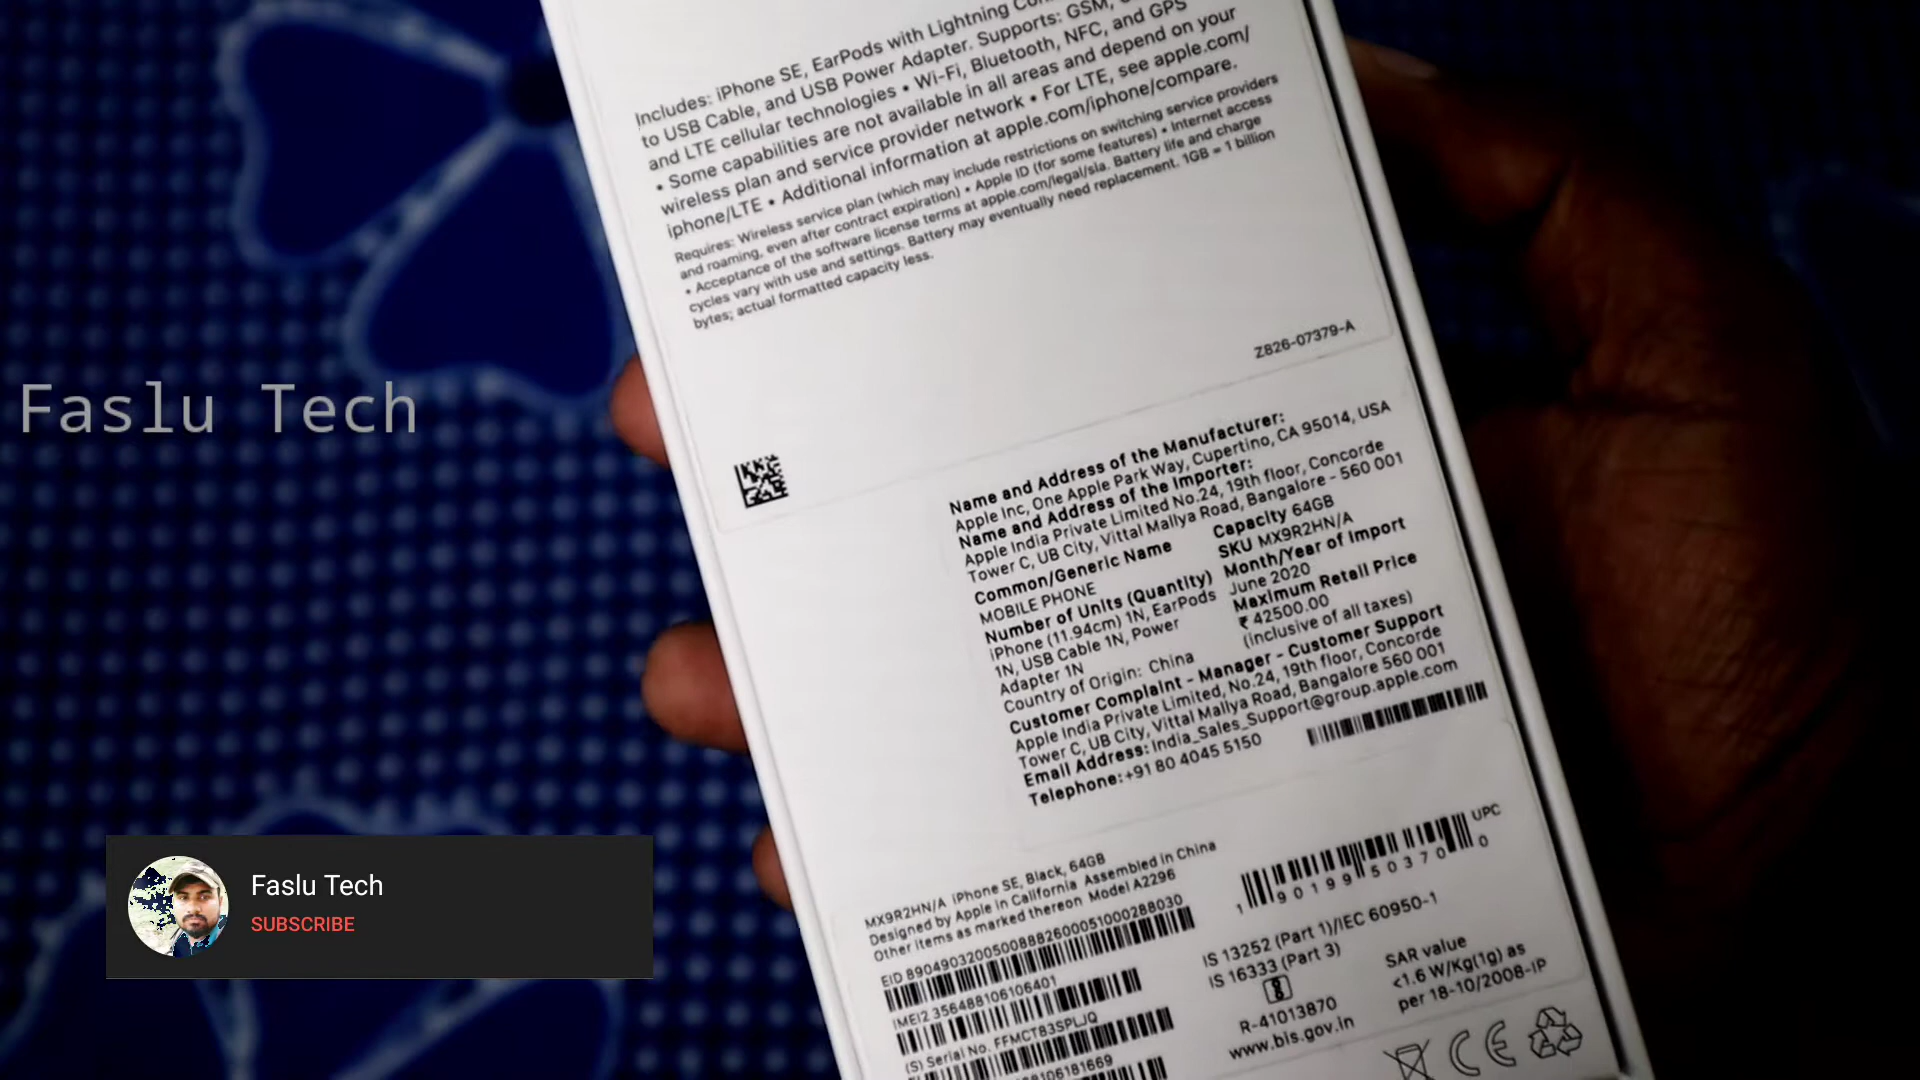 Includes: iPhone SE, EarPods with Lightning
to USB Cable, and USB Power Adapter. Supports: GSM,
and LTE cellular technologies • Wi-Fi, Bluetooth, NFC, and GPS
• Some capabilities are not available in all areas and depend on your
wireless plan and service provider network • For LTE, see apple.com/
iphone/LTE • Additional information at apple.com/iphone/compare.
Requires: Wireless service plan (which may include restrictions on switching service providers
and roaming, even after contract expiration) • Apple ID (for some features) • Internet access
• Acceptance of the software license terms at apple.com/legal/sla. Battery life and charge
cycles vary with use and settings. Battery may eventually need replacement. 1GB = 1 billion
bytes; actual formatted capacity less.
Z826-07379-A
Faslu Tech
Name and Address of the Manufacturer:
Apple Inc, One Apple Park Way, Cupertino, CA 95014, USA
Name and Address of the Importer:
Apple India Private Limited No.24, 19th floor, Concorde
Tower C, UB City, Vittal Mallya Road, Bangalore - 560 001
Common/Generic Name
MOBILE PHONE
Number of Units (Quantity)
iPhone (11.94cm) 1N, EarPods
1N, USB Cable 1N, Power
Adapter 1N
Country of Origin: China
Capacity 64GB
SKU MX9R2HN/A
Month/Year of Import
June 2020
Maximum Retail Price
₹ 42500.00
(inclusive of all taxes)
Customer Complaint - Manager - Customer Support
Apple India Private Limited, No.24, 19th floor, Concorde
Tower C, UB City, Vittal Mallya Road, Bangalore 560 001
Email Address: India_Sales_Support@group.apple.com
Telephone: +91 80 4045 5150
MX9R2HN/A iPhone SE, Black, 64GB
Designed by Apple in California Assembled in China
Other items as marked thereon Model A2296
EID 89049032005008882600051000288030
IMEI2 356488106106401
(S) Serial No. FFMCT83SPLJQ
88106181669
UPC
1 90199 50370 0
IS 13252 (Part 1)/IEC 60950-1
IS 16333 (Part 3)
R-41013870
www.bis.gov.in
SAR value
<1.6 W/Kg(1g) as
per 18-10/2008-IP
CE
Faslu Tech
SUBSCRIBE